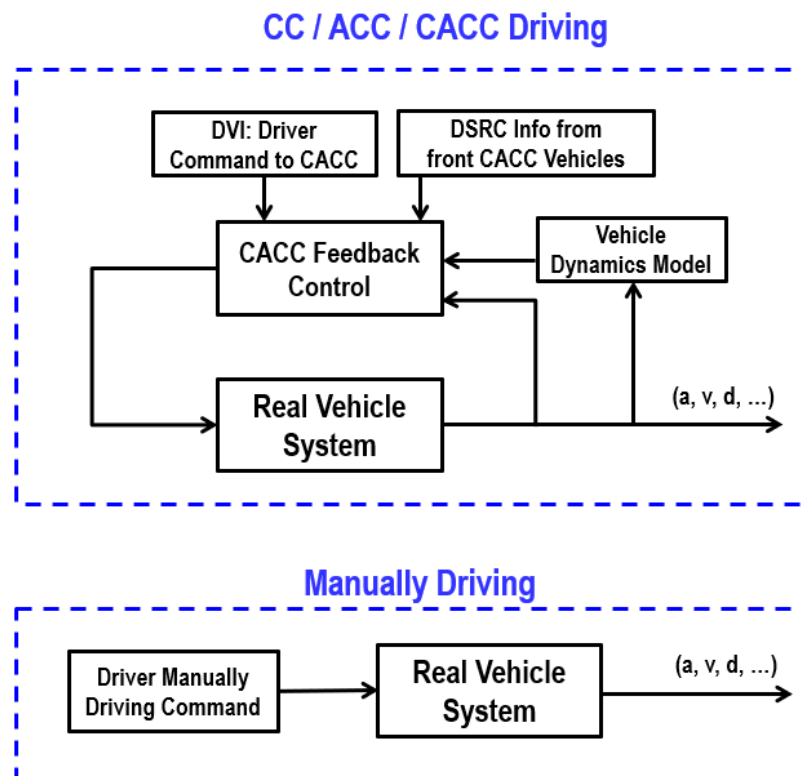 CC / ACC / CACC Driving
DVI: Driver
Command to CACC
DSRC Info from
front CACC Vehicles
CACC Feedback
Control
Vehicle
Dynamics Model
Real Vehicle
System
(a, v, d, ...)
Manually Driving
Driver Manually
Driving Command
Real Vehicle
System
(a, v, d, ...)